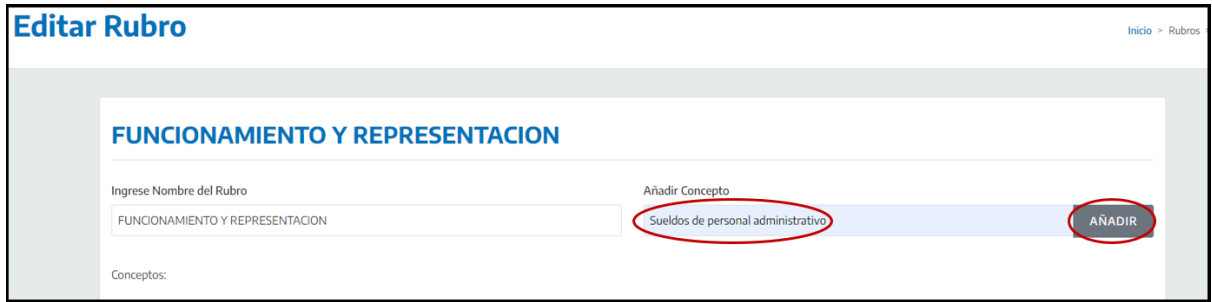 Editar Rubro
Inicio > Rubros >
FUNCIONAMIENTO Y REPRESENTACION
Ingrese Nombre del Rubro
Añadir Concepto
FUNCIONAMIENTO Y REPRESENTACION
Sueldos de personal administrativo
AÑADIR
Conceptos: